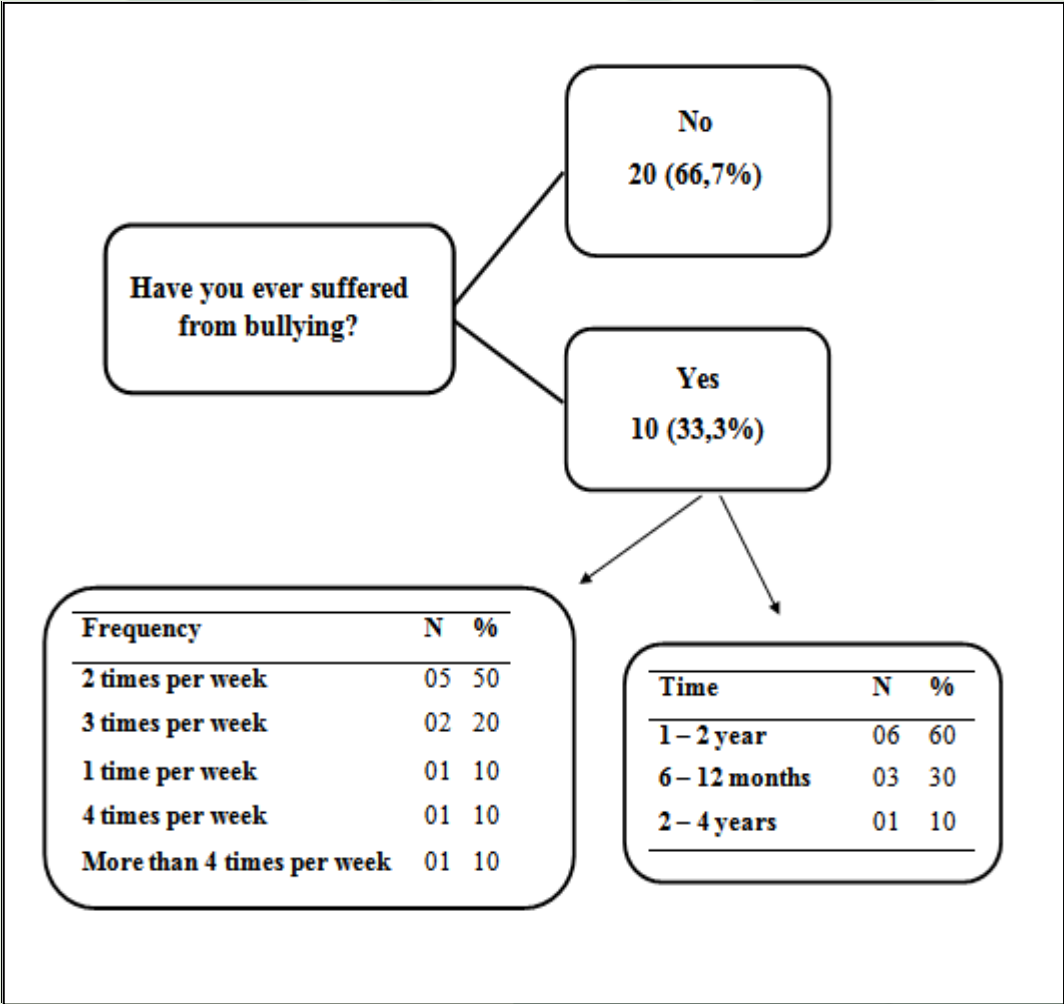 No
20 (66,7%)
Have you ever suffered
from bullying?
Yes
10 (33,3%)
Frequency N %
2 times per week 05 50
3 times per week 02 20
1 time per week 01 10
4 times per week 01 10
More than 4 times per week 01 10
Time N %
1 – 2 year 06 60
6 – 12 months 03 30
2 – 4 years 01 10